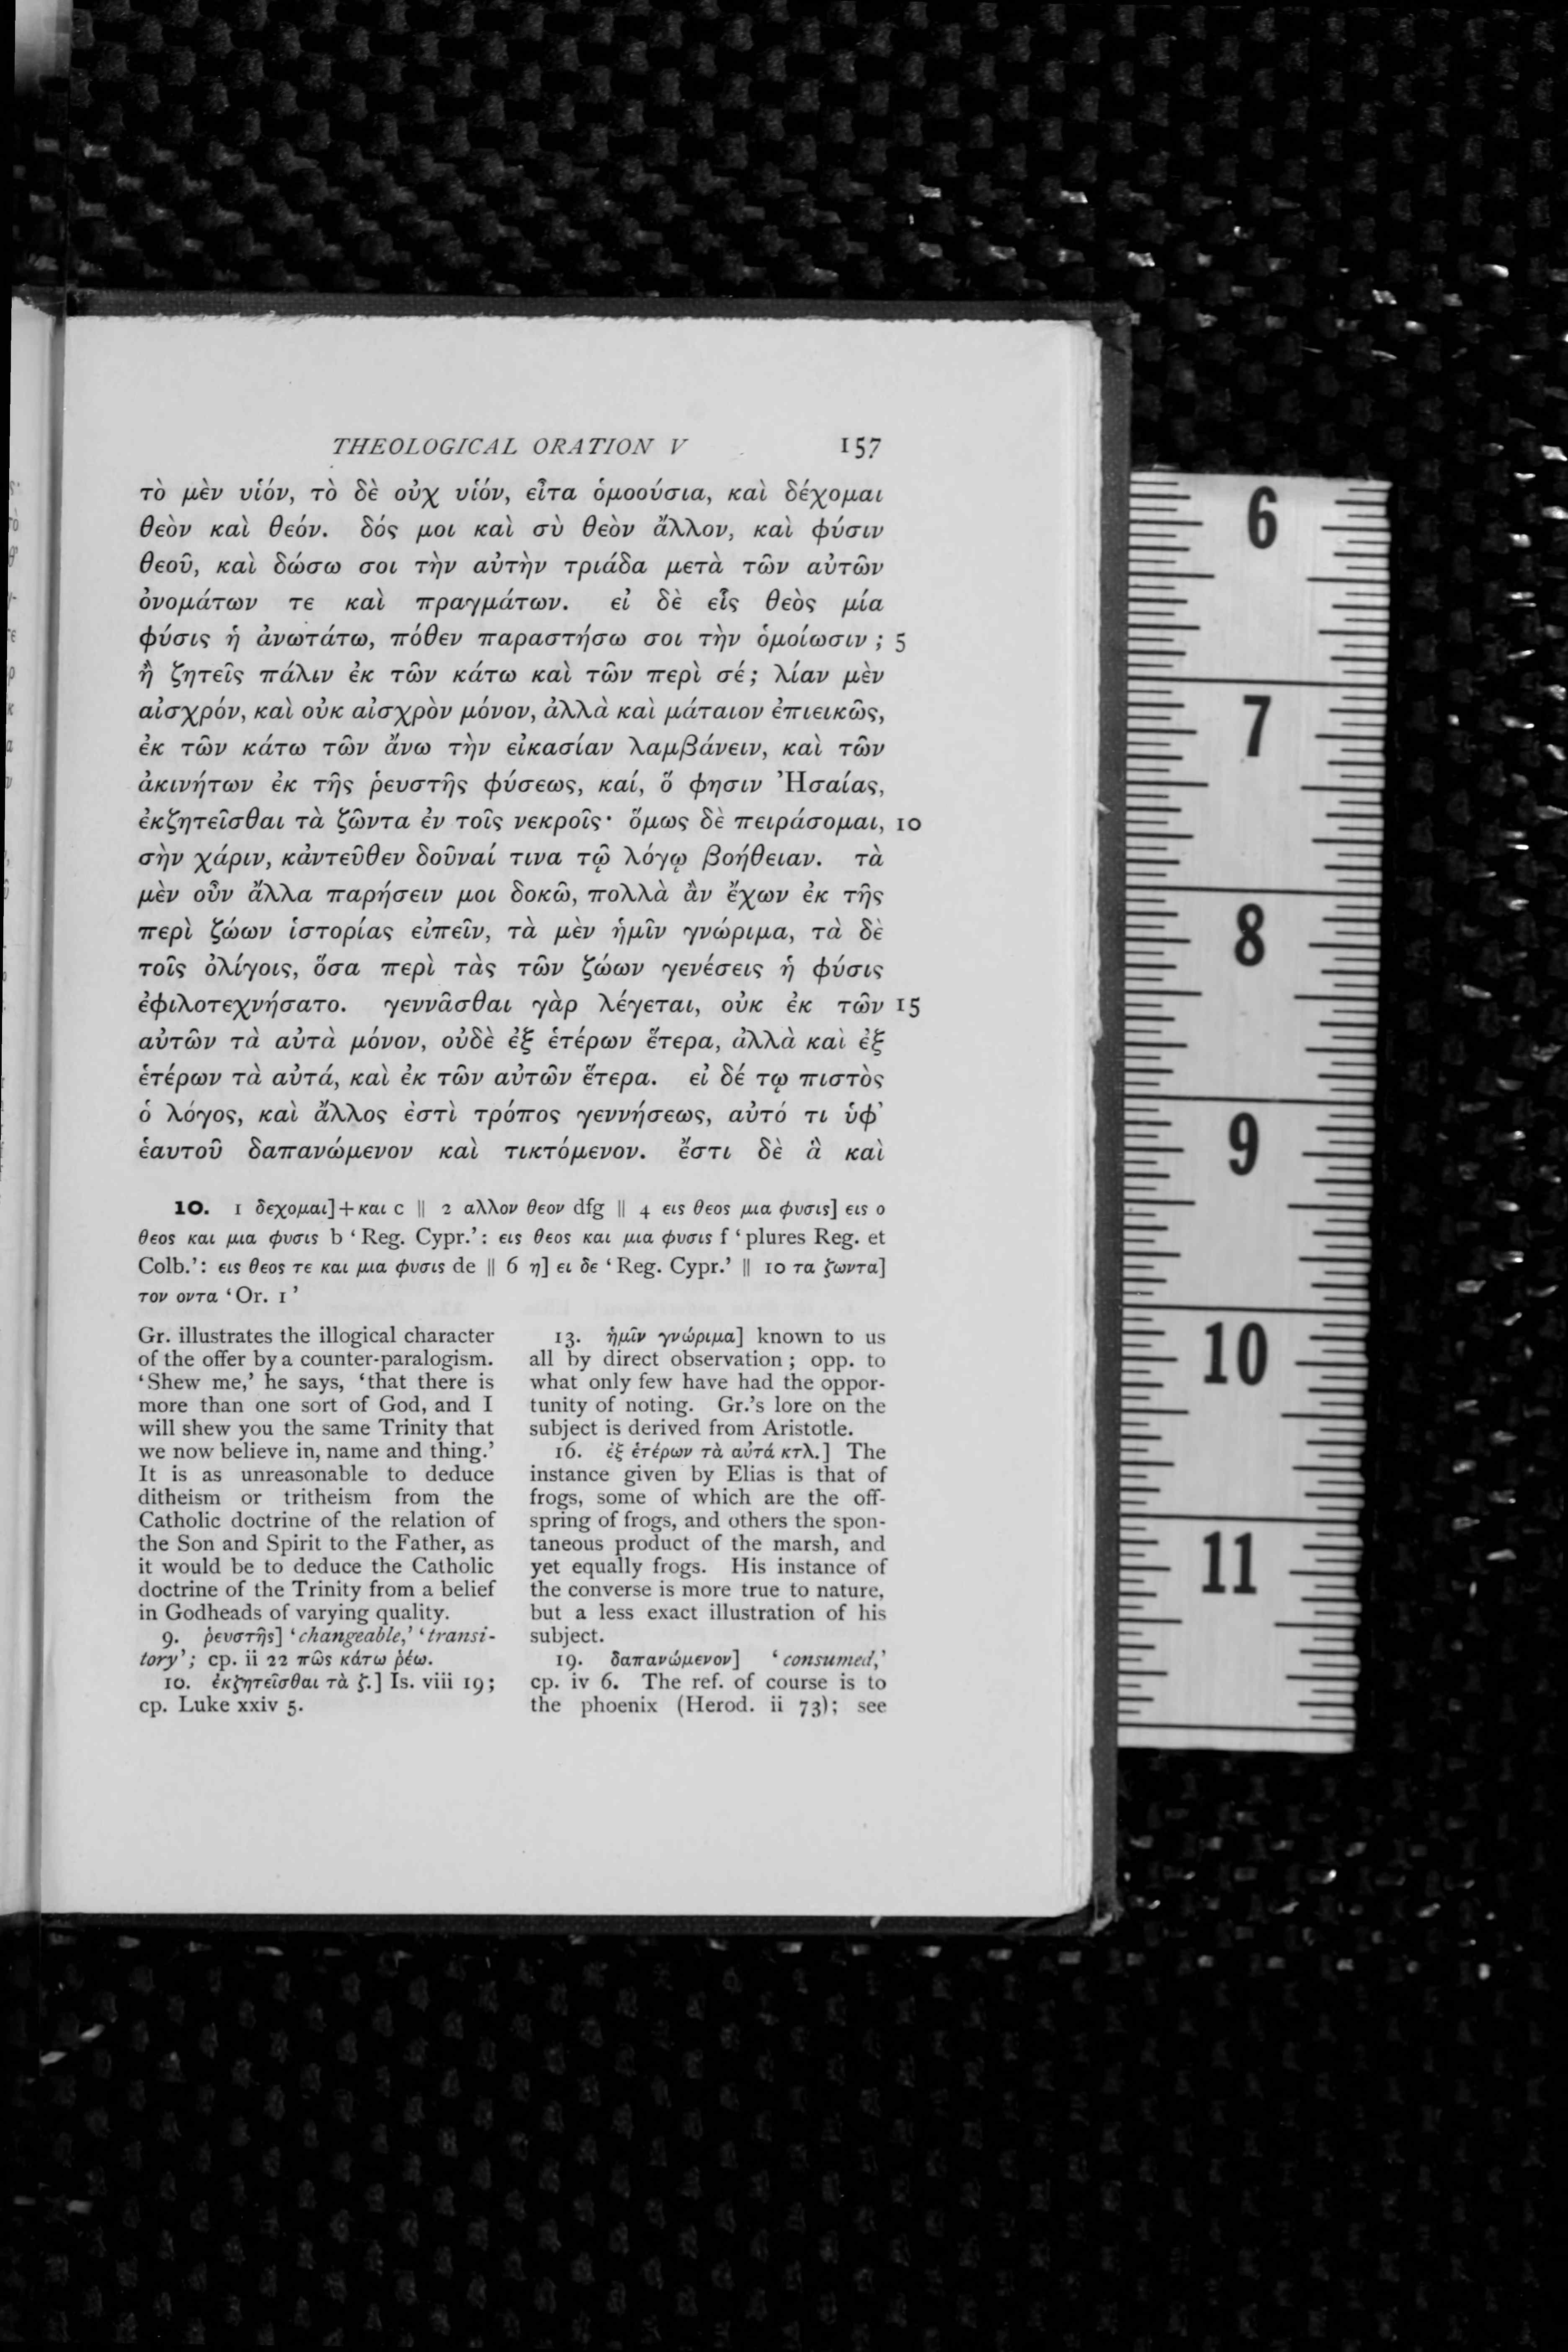 THEOLOGICAL ORATION V 157
τὸ μὲν υἱόν, τὸ δὲ οὐχ υἱόν, εἶτα ὁμοούσια, καὶ δέχομαι
θεὸν καὶ θεόν. δός μοι καὶ σὺ θεὸν ἄλλον, καὶ φύσιν
θεοῦ, καὶ δώσω σοι τὴν αὐτὴν τριάδα μετὰ τῶν αὐτῶν
ὀνομάτων τε καὶ πραγμάτων. εἰ δὲ εἷς θεὸς μία
φύσις ἡ ἀνωτάτω, πόθεν παραστήσω σοι τὴν ὁμοίωσιν ; 5
ἢ ζητεῖς πάλιν ἐκ τῶν κάτω καὶ τῶν περὶ σέ; λίαν μὲν
αἰσχρόν, καὶ οὐκ αἰσχρὸν μόνον, ἀλλὰ καὶ μάταιον ἐπιεικῶς,
ἐκ τῶν κάτω τῶν ἄνω τὴν εἰκασίαν λαμβάνειν, καὶ τῶν
ἀκινήτων ἐκ τῆς ῥευστῆς φύσεως, καί, ὅ φησιν Ἠσαίας,
ἐκζητεῖσθαι τὰ ζῶντα ἐν τοῖς νεκροῖς· ὅμως δὲ πειράσομαι, 10
σὴν χάριν, κἀντεῦθεν δοῦναί τινα τῷ λόγῳ βοήθειαν. τὰ
μὲν οὖν ἄλλα παρήσειν μοι δοκῶ, πολλὰ ἂν ἔχων ἐκ τῆς
περὶ ζώων ἱστορίας εἰπεῖν, τὰ μὲν ἡμῖν γνώριμα, τὰ δὲ
τοῖς ὀλίγοις, ὅσα περὶ τὰς τῶν ζώων γενέσεις ἡ φύσις
ἐφιλοτεχνήσατο. γεννᾶσθαι γὰρ λέγεται, οὐκ ἐκ τῶν 15
αὐτῶν τὰ αὐτὰ μόνον, οὐδὲ ἐξ ἑτέρων ἕτερα, ἀλλὰ καὶ ἐξ
ἑτέρων τὰ αὐτά, καὶ ἐκ τῶν αὐτῶν ἕτερα. εἰ δέ τῳ πιστὸς
ὁ λόγος, καὶ ἄλλος ἐστὶ τρόπος γεννήσεως, αὐτό τι ὑφ'
ἑαυτοῦ δαπανώμενον καὶ τικτόμενον. ἔστι δὲ ἃ καὶ
10. 1 δεχομαι]+και c || 2 αλλον θεον dfg || 4 εις θεος μια φυσις] εις ο
θεος και μια φυσις b ‘Reg. Cypr.’: εις θεος και μια φυσις f ‘plures Reg. et
Colb.’: εις θεος τε και μια φυσις de || 6 η] ει δε ‘Reg. Cypr.’ || 10 τα ζωντα]
τον οντα ‘Or. 1’
Gr. illustrates the illogical character
of the offer by a counter-paralogism.
‘Shew me,’ he says, ‘that there is
more than one sort of God, and I
will shew you the same Trinity that
we now believe in, name and thing.’
It is as unreasonable to deduce
ditheism or tritheism from the
Catholic doctrine of the relation of
the Son and Spirit to the Father, as
it would be to deduce the Catholic
doctrine of the Trinity from a belief
in Godheads of varying quality.
9. ῥευστῆς] ‘changeable,’ ‘transi-
tory’; cp. ii 22 πῶς κάτω ῥέω.
10. ἐκζητεῖσθαι τὰ ζ.] Is. viii 19;
cp. Luke xxiv 5.
13. ἡμῖν γνώριμα] known to us
all by direct observation; opp. to
what only few have had the oppor-
tunity of noting. Gr.'s lore on the
subject is derived from Aristotle.
16. ἐξ ἑτέρων τὰ αὐτά κτλ.] The
instance given by Elias is that of
frogs, some of which are the off-
spring of frogs, and others the spon-
taneous product of the marsh, and
yet equally frogs. His instance of
the converse is more true to nature,
but a less exact illustration of his
subject.
19. δαπανώμενον] ‘consumed,’
cp. iv 6. The ref. of course is to
the phoenix (Herod. ii 73); see
6
7
8
9
10
11